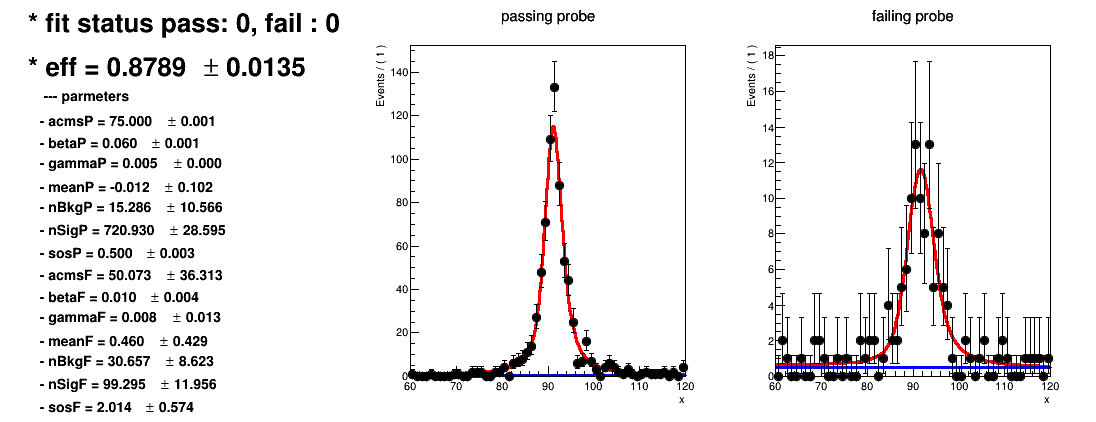 * fit status pass: 0, fail : 0
* eff = 0.8789 ± 0.0135
--- parmeters
- acmsP = 75.000 ± 0.001
- betaP = 0.060 ± 0.001
- gammaP = 0.005 ± 0.000
- meanP = -0.012 ± 0.102
- nBkgP = 15.286 ± 10.566
- nSigP = 720.930 ± 28.595
- sosP = 0.500 ± 0.003
- acmsF = 50.073 ± 36.313
- betaF = 0.010 ± 0.004
- gammaF = 0.008 ± 0.013
- meanF = 0.460 ± 0.429
- nBkgF = 30.657 ± 8.623
- nSigF = 99.295 ± 11.956
- sosF = 2.014 ± 0.574
passing probe
Events / ( 1 )
140
120
100
80
60
40
20
0
60 70 80 90 100 110 120
x
failing probe
Events / ( 1 )
18
16
14
12
10
8
6
4
2
0
60 70 80 90 100 110 120
x